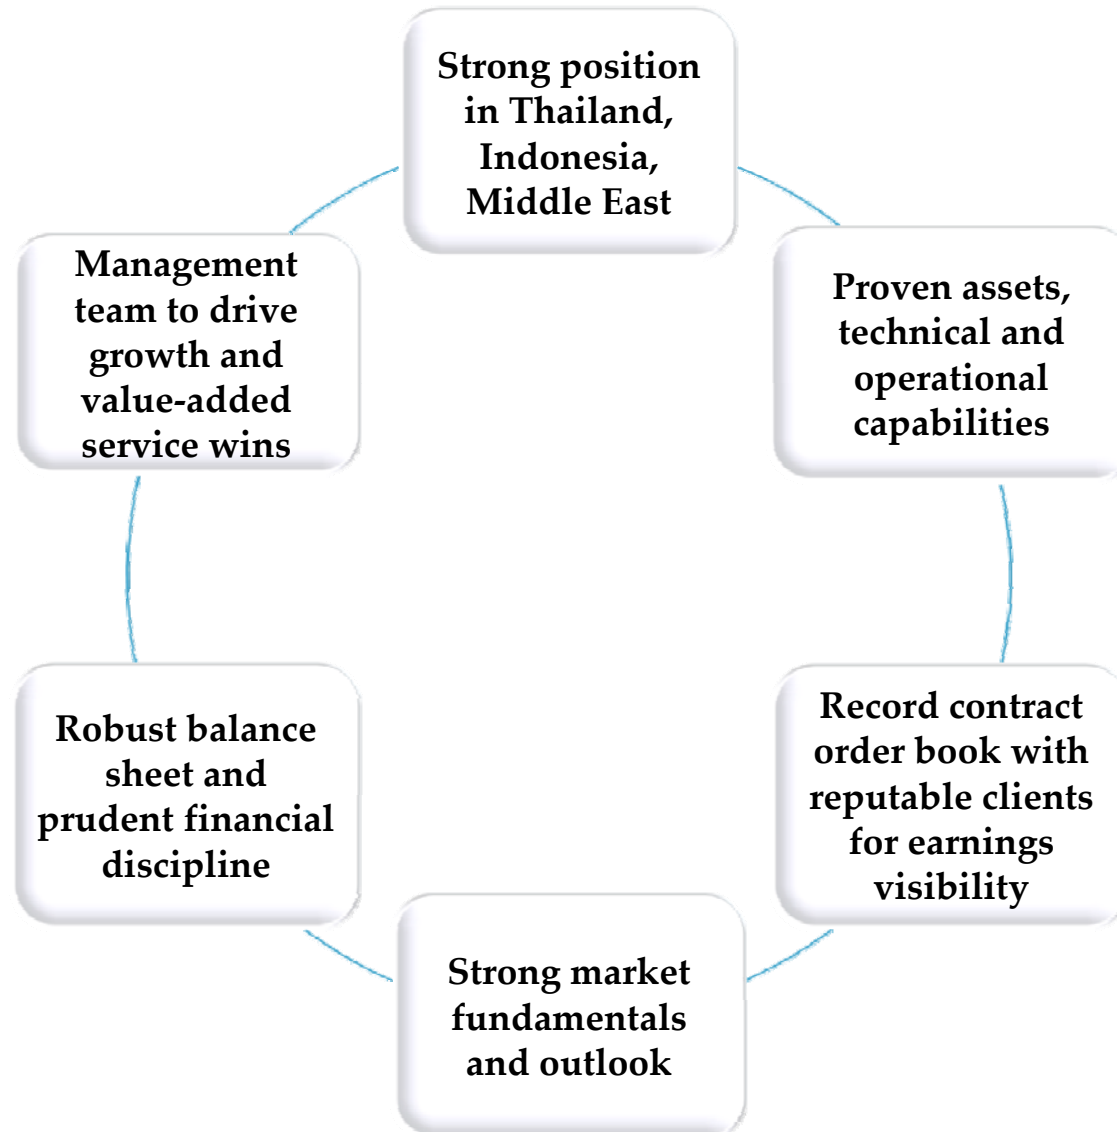 Strong position
in Thailand,
Indonesia,
Middle East
Proven assets,
technical and
operational
capabilities
Record contract
order book with
reputable clients
for earnings
visibility
Strong market
fundamentals
and outlook
Robust balance
sheet and
prudent financial
discipline
Management
team to drive
growth and
value-added
service wins